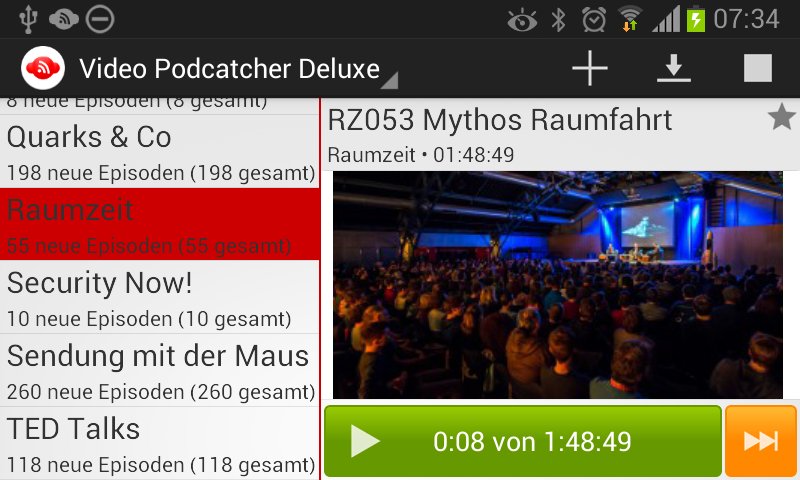 07:34
Video Podcatcher Deluxe
8 neue Episoden (8 gesamt)
Quarks & Co
198 neue Episoden (198 gesamt)
Raumzeit
55 neue Episoden (55 gesamt)
Security Now!
10 neue Episoden (10 gesamt)
Sendung mit der Maus
260 neue Episoden (260 gesamt)
TED Talks
118 neue Episoden (118 gesamt)
RZ053 Mythos Raumfahrt
Raumzeit • 01:48:49
0:08 von 1:48:49